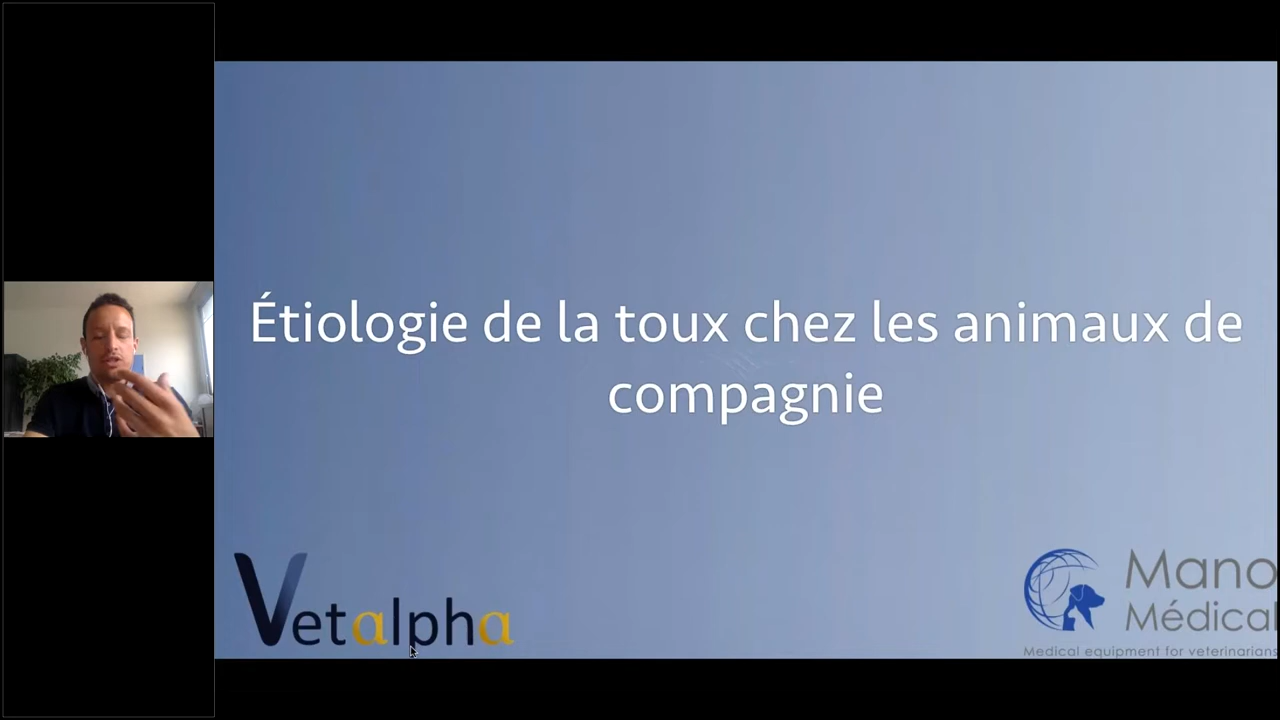 Étiologie de la toux chez les animaux de
compagnie
Vetalpha
Mano
Médical
Medical equipment for veterinarians